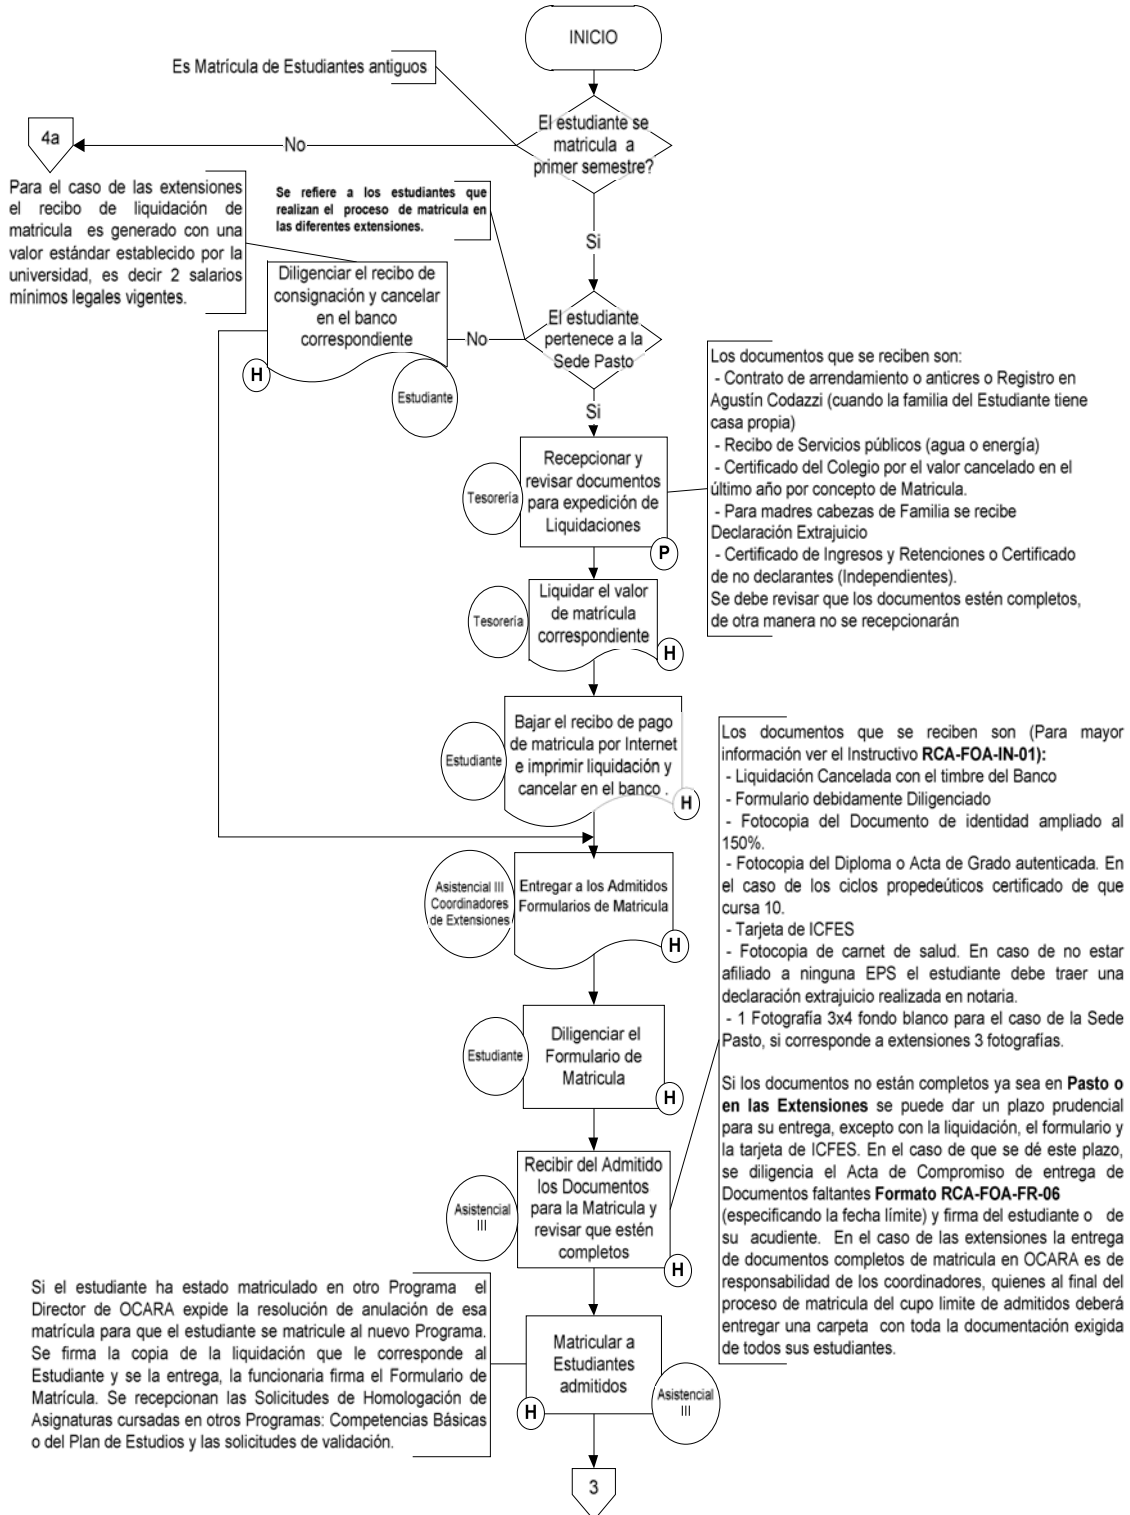 INICIO
Es Matrícula de Estudiantes antiguos
El estudiante se
matricula a
primer semestre?
No
4a
Para el caso de las extensiones
el recibo de liquidación de
matricula es generado con una
valor estándar establecido por la
universidad, es decir 2 salarios
mínimos legales vigentes.
Se refiere a los estudiantes que
realizan el proceso de matricula en
las diferentes extensiones.
Si
Diligenciar el recibo de
consignación y cancelar
en el banco
correspondiente
H
Estudiante
No
El estudiante
pertenece a la
Sede Pasto
Si
Recepcionar y
revisar documentos
para expedición de
Liquidaciones
Tesorería
P
Los documentos que se reciben son:
- Contrato de arrendamiento o anticres o Registro en
Agustín Codazzi (cuando la familia del Estudiante tiene
casa propia)
- Recibo de Servicios públicos (agua o energía)
- Certificado del Colegio por el valor cancelado en el
último año por concepto de Matricula.
- Para madres cabezas de Familia se recibe
Declaración Extrajuicio
- Certificado de Ingresos y Retenciones o Certificado
de no declarantes (Independientes).
Se debe revisar que los documentos estén completos,
de otra manera no se recepcionarán
Liquidar el valor
de matrícula
correspondiente
Tesorería
H
Bajar el recibo de pago
de matricula por Internet
e imprimir liquidación y
cancelar en el banco .
Estudiante
H
Asistencial III
Coordinadores
de Extensiones
Entregar a los Admitidos
Formularios de Matricula
H
Estudiante
Diligenciar el
Formulario de
Matricula
H
Recibir del Admitido
los Documentos
para la Matricula y
revisar que estén
completos
Asistencial
III
H
Los documentos que se reciben son (Para mayor
información ver el Instructivo RCA-FOA-IN-01):
- Liquidación Cancelada con el timbre del Banco
- Formulario debidamente Diligenciado
- Fotocopia del Documento de identidad ampliado al
150%.
- Fotocopia del Diploma o Acta de Grado autenticada. En
el caso de los ciclos propedeúticos certificado de que
cursa 10.
- Tarjeta de ICFES
- Fotocopia de carnet de salud. En caso de no estar
afiliado a ninguna EPS el estudiante debe traer una
declaración extrajuicio realizada en notaria.
- 1 Fotografía 3x4 fondo blanco para el caso de la Sede
Pasto, si corresponde a extensiones 3 fotografías.
Si los documentos no están completos ya sea en Pasto o
en las Extensiones se puede dar un plazo prudencial
para su entrega, excepto con la liquidación, el formulario y
la tarjeta de ICFES. En el caso de que se dé este plazo,
se diligencia el Acta de Compromiso de entrega de
Documentos faltantes Formato RCA-FOA-FR-06
(especificando la fecha límite) y firma del estudiante o de
su acudiente. En el caso de las extensiones la entrega
de documentos completos de matricula en OCARA es de
responsabilidad de los coordinadores, quienes al final del
proceso de matricula del cupo limite de admitidos deberá
entregar una carpeta con toda la documentación exigida
de todos sus estudiantes.
Si el estudiante ha estado matriculado en otro Programa el
Director de OCARA expide la resolución de anulación de esa
matrícula para que el estudiante se matricule al nuevo Programa.
Se firma la copia de la liquidación que le corresponde al
Estudiante y se la entrega, la funcionaria firma el Formulario de
Matrícula. Se recepcionan las Solicitudes de Homologación de
Asignaturas cursadas en otros Programas: Competencias Básicas
o del Plan de Estudios y las solicitudes de validación.
Matricular a
Estudiantes
admitidos
H
Asistencial
III
3